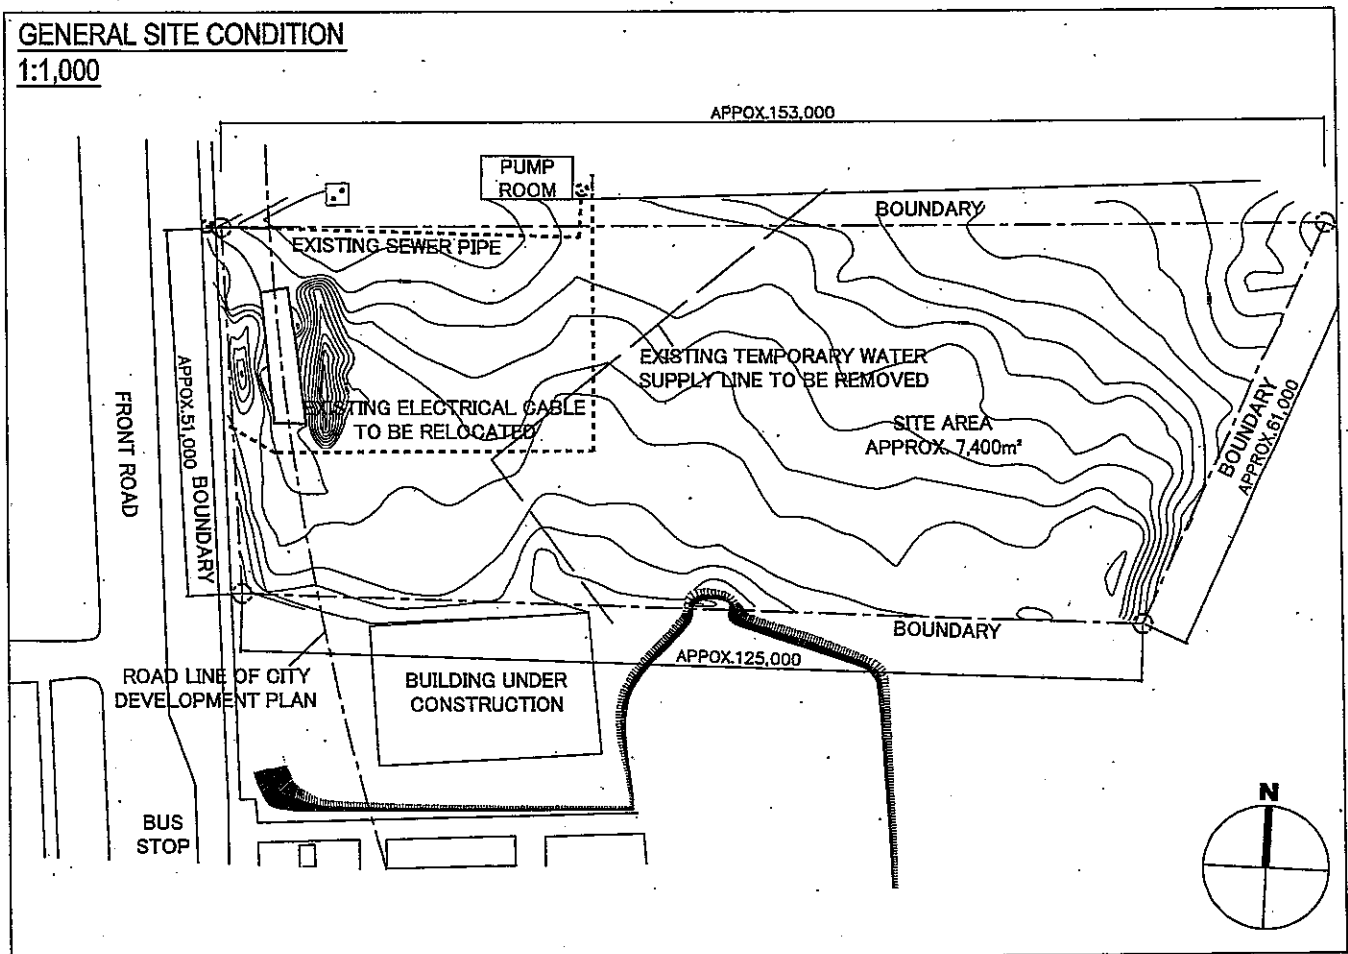 GENERAL SITE CONDITION
1:1,000
APPOX.153,000
PUMP
ROOM
BOUNDARY
EXISTING SEWER PIPE
EXISTING TEMPORARY WATER
SUPPLY LINE TO BE REMOVED
APPOX.51,000
FRONT ROAD
BOUNDARY
EXISTING ELECTRICAL CABLE
TO BE RELOCATED
SITE AREA
APPROX. 7,400m²
BOUNDARY
APPROX.61,000
BOUNDARY
APPOX.125,000
ROAD LINE OF CITY
DEVELOPMENT PLAN
BUILDING UNDER
CONSTRUCTION
BUS
STOP
N